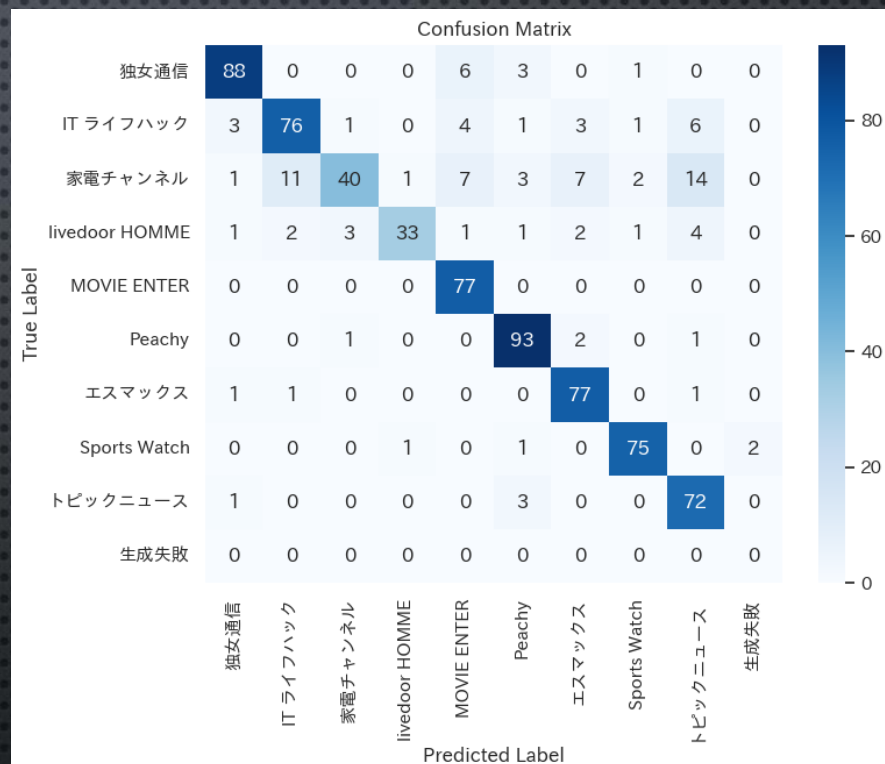 Confusion Matrix
True Label
独女通信 88 0 0 0 6 3 0 1 0 0
IT ライフハック 3 76 1 0 4 1 3 1 6 0
家電チャンネル 1 11 40 1 7 3 7 2 14 0
livedoor HOMME 1 2 3 33 1 1 2 1 4 0
MOVIE ENTER 0 0 0 0 77 0 0 0 0 0
Peachy 0 0 1 0 0 93 2 0 1 0
エスマックス 1 1 0 0 0 0 77 0 1 0
Sports Watch 0 0 0 1 0 1 0 75 0 2
トピックニュース 1 0 0 0 0 3 0 0 72 0
生成失敗 0 0 0 0 0 0 0 0 0 0
独女通信
IT ライフハック
家電チャンネル
livedoor HOMME
MOVIE ENTER
Peachy
エスマックス
Sports Watch
トピックニュース
生成失敗
Predicted Label
80
60
40
20
0